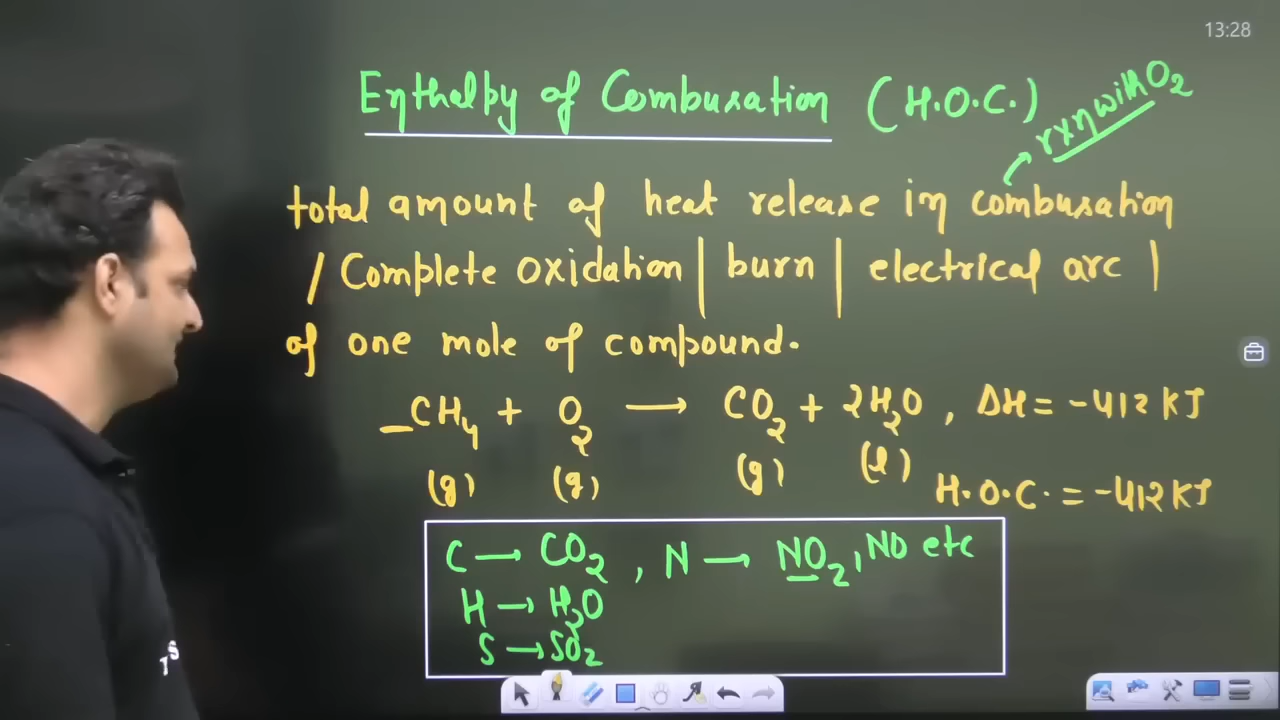 13:28
Enthalpy of Combusation (H.O.C.)
rxn with O2
total amount of heat release in combusation
/ Complete oxidation | burn | electrical arc |
of one mole of compound.
_CH4 + O2 ⟶ CO2 + 2H2O , ΔH = -412 KJ
(g) (g) (g) (l)
H.O.C. = -412 KJ
C ⟶ CO2 , N ⟶ NO2, NO etc
H → H2O
S → SO2